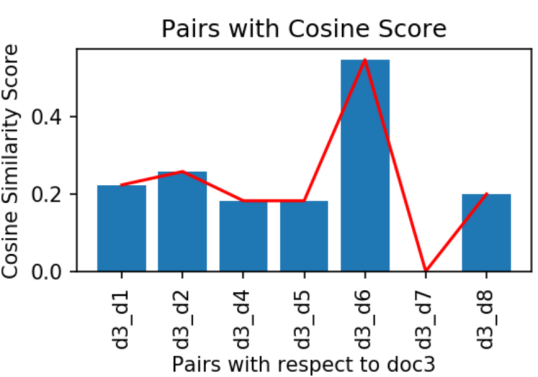 Pairs with Cosine Score
Cosine Similarity Score
0.4
0.2
0.0
d3_d1
d3_d2
d3_d4
d3_d5
d3_d6
d3_d7
d3_d8
Pairs with respect to doc3